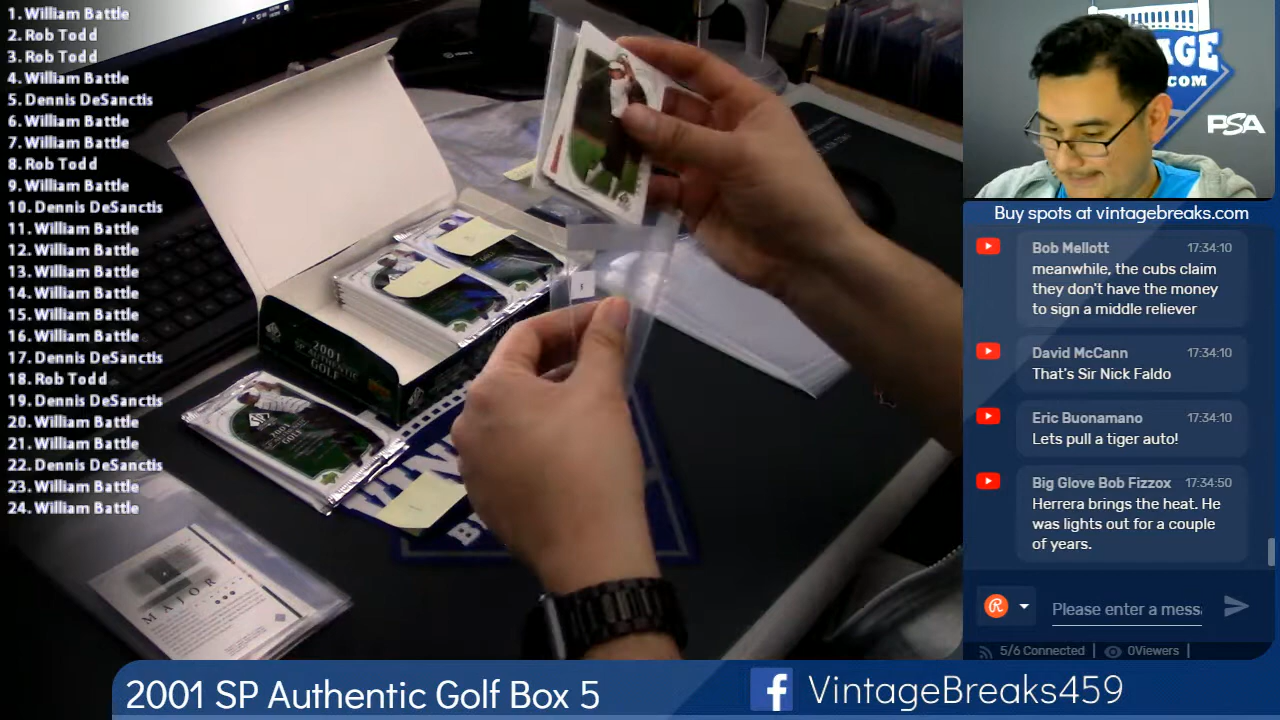 1. William Battle
2. Rob Todd
3. Rob Todd
4. William Battle
5. Dennis DeSanctis
6. William Battle
7. William Battle
8. Rob Todd
9. William Battle
10. Dennis DeSanctis
11. William Battle
12. William Battle
13. William Battle
14. William Battle
15. William Battle
16. William Battle
17. Dennis DeSanctis
18. Rob Todd
19. Dennis DeSanctis
20. William Battle
21. William Battle
22. Dennis DeSanctis
23. William Battle
24. William Battle
2001
SP AUTHENTIC
GOLF
2001
GOLF
MAJOR
PSA
Buy spots at vintagebreaks.com
Bob Mellott 17:34:10
meanwhile, the cubs claim
they don't have the money
to sign a middle reliever
David McCann 17:34:10
That's Sir Nick Faldo
Eric Buonamano 17:34:10
Lets pull a tiger auto!
Big Glove Bob Fizzox 17:34:50
Herrera brings the heat. He
was lights out for a couple
of years.
Please enter a mess
5/6 Connected | 0Viewers |
2001 SP Authentic Golf Box 5
VintageBreaks459